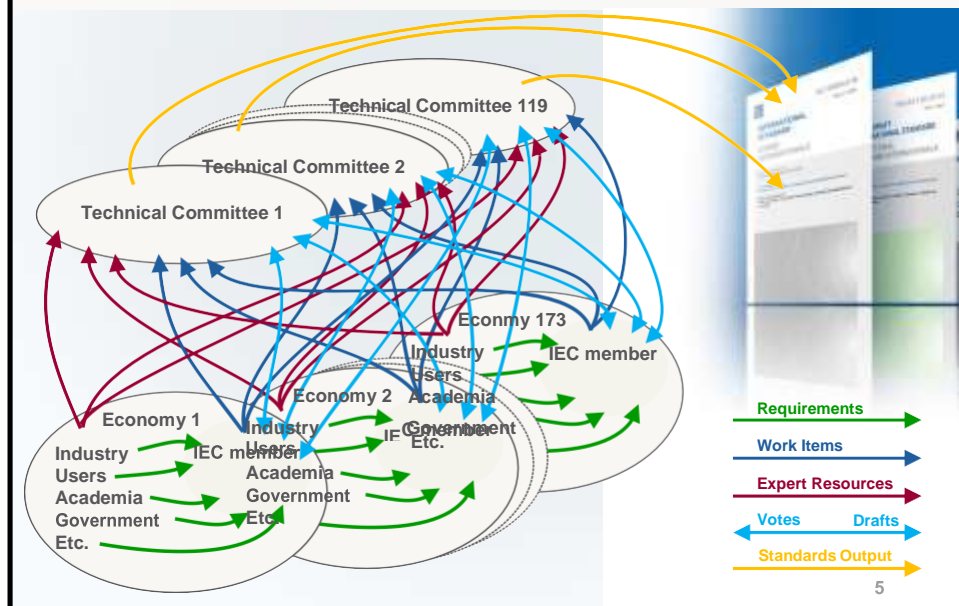 Technical Committee 119
Technical Committee 2
Technical Committee 1
Econmy 173
Industry
Users
Academia
Government
Etc.
IEC member
Economy 2
Industry
Users
Academia
Government
Etc.
Economy 1
Industry
Users
Academia
Government
Etc.
IEC member
Requirements
Work Items
Expert Resources
Votes Drafts
Standards Output
5